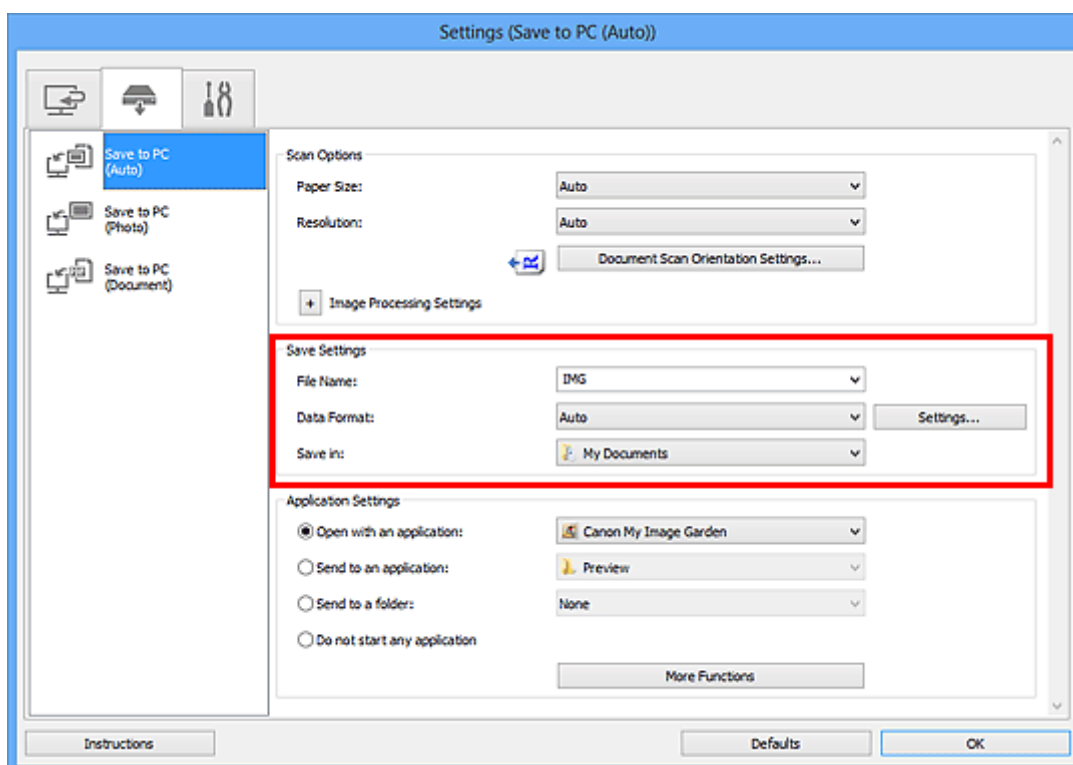 Settings (Save to PC (Auto))
Save to PC
(Auto)
Save to PC
(Photo)
Save to PC
(Document)
Scan Options
Paper Size: Auto
Resolution: Auto
Document Scan Orientation Settings...
+ Image Processing Settings
Save Settings
File Name: IMG
Data Format: Auto Settings...
Save in: My Documents
Application Settings
Open with an application: Canon My Image Garden
Send to an application: Preview
Send to a folder: None
Do not start any application
More Functions
Instructions Defaults OK